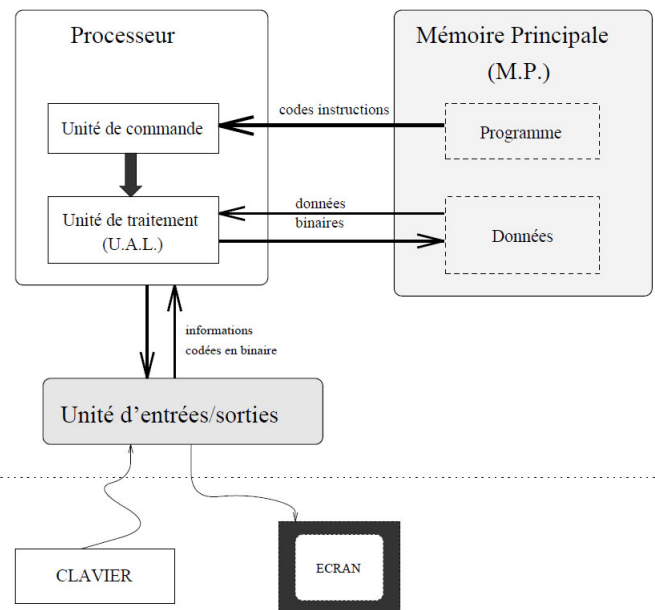 Processeur
Mémoire Principale
(M.P.)
codes instructions
Unité de commande
Programme
données
binaires
Unité de traitement
(U.A.L.)
Données
informations
codées en binaire
Unité d’entrées/sorties
CLAVIER
ECRAN